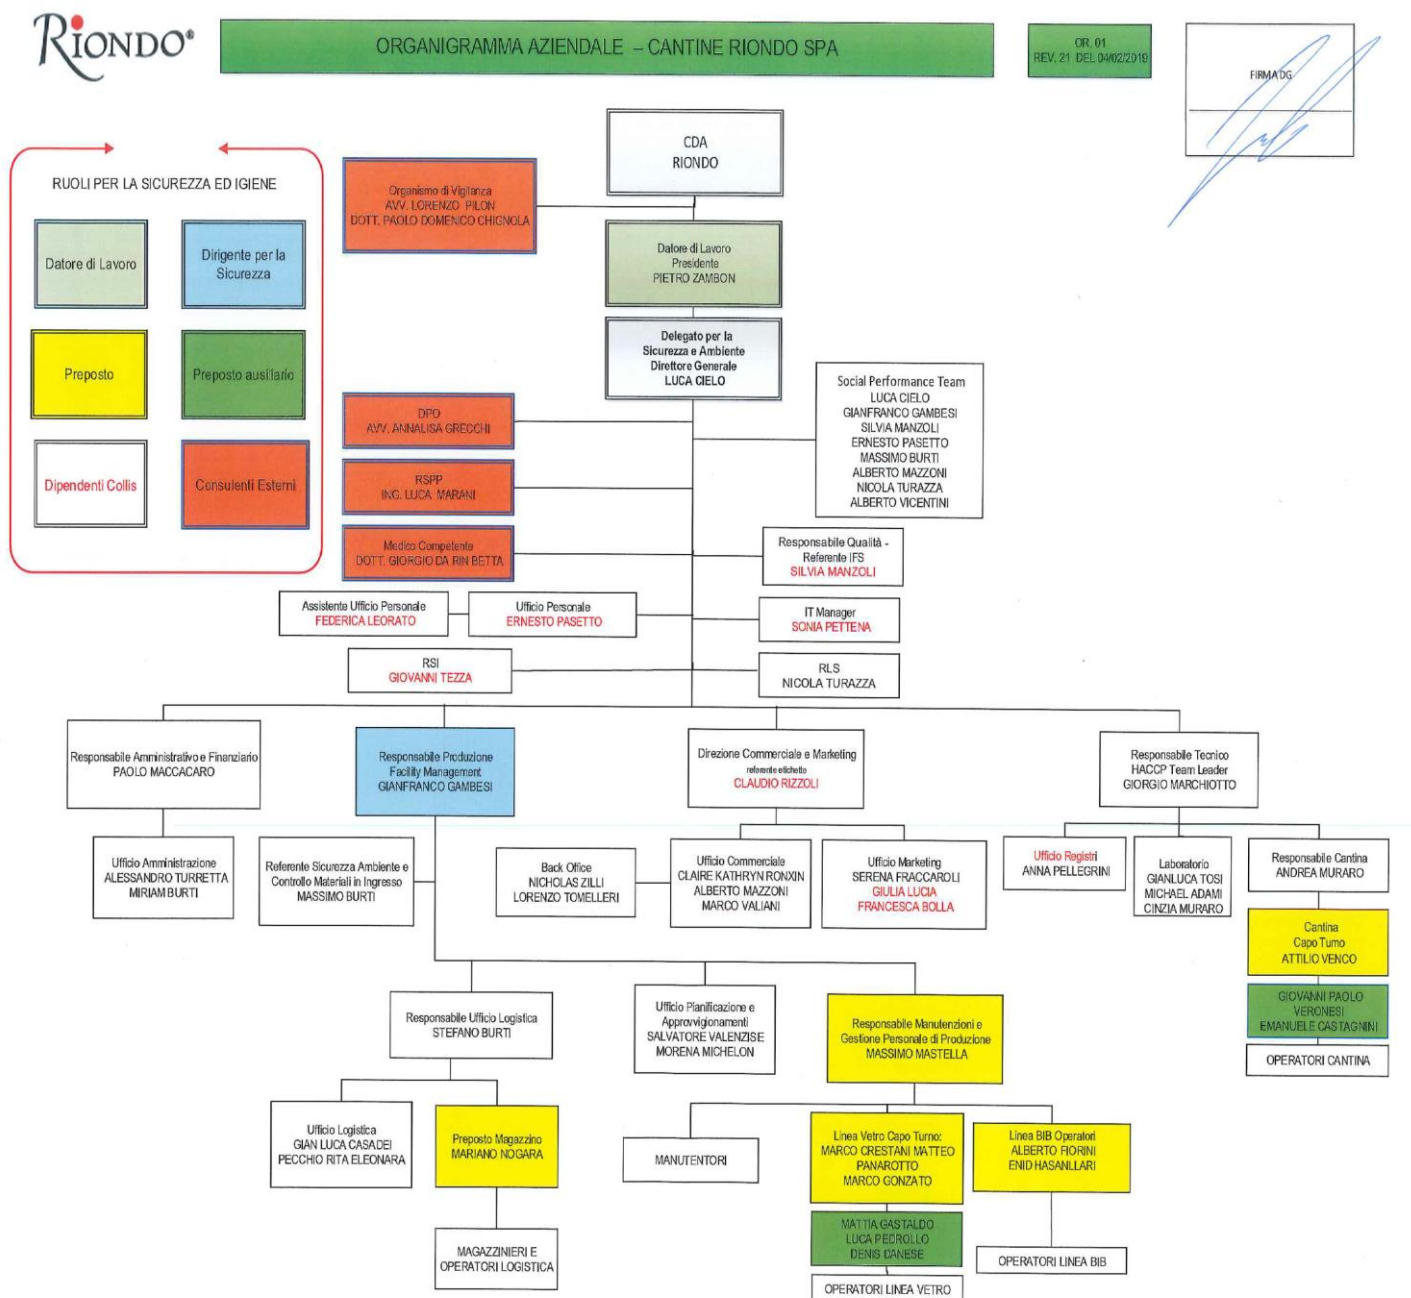 RIONDO®
ORGANIGRAMMA AZIENDALE – CANTINE RIONDO SPA
OR. 01
REV. 21 DEL 04/02/2019
FIRMA DG
RUOLI PER LA SICUREZZA ED IGIENE
Datore di Lavoro
Dirigente per la
Sicurezza
Preposto
Preposto ausiliario
Dipendenti Collis
Consulenti Esterni
CDA
RIONDO
Organismo di Vigilanza
AVV. LORENZO PILON
DOTT. PAOLO DOMENICO CHIGNOLA
Datore di Lavoro
Presidente
PIETRO ZAMBON
Delegato per la
Sicurezza e Ambiente
Direttore Generale
LUCA CIELO
Social Performance Team
LUCA CIELO
GIANFRANCO GAMBESI
SILVIA MANZOLI
ERNESTO PASETTO
MASSIMO BURTI
ALBERTO MAZZONI
NICOLA TURAZZA
ALBERTO VICENTINI
DPO
AVV. ANNALISA GRECCHI
RSPP
ING. LUCA MARANI
Medico Competente
DOTT. GIORGIO DA RIN BETTA
Responsabile Qualità -
Referente IFS
SILVIA MANZOLI
Assistente Ufficio Personale
FEDERICA LEORATO
Ufficio Personale
ERNESTO PASETTO
IT Manager
SONIA PETTENA
RSI
GIOVANNI TEZZA
RLS
NICOLA TURAZZA
Responsabile Amministrativo e Finanziario
PAOLO MACCACARO
Responsabile Produzione
Facility Management
GIANFRANCO GAMBESI
Direzione Commerciale e Marketing
referente etichette
CLAUDIO RIZZOLI
Responsabile Tecnico
HACCP Team Leader
GIORGIO MARCHIOTTO
Ufficio Amministrazione
ALESSANDRO TURRETTA
MIRIAM BURTI
Referente Sicurezza Ambiente e
Controllo Materiali in Ingresso
MASSIMO BURTI
Back Office
NICHOLAS ZILLI
LORENZO TOMELLERI
Ufficio Commerciale
CLAIRE KATHRYN RONXIN
ALBERTO MAZZONI
MARCO VALIANI
Ufficio Marketing
SERENA FRACCAROLI
GIULIA LUCIA
FRANCESCA BOLLA
Ufficio Registri
ANNA PELLEGRINI
Laboratorio
GIANLUCA TOSI
MICHAEL ADAMI
CINZIA MURARO
Responsabile Cantina
ANDREA MURARO
Cantina
Capo Turno
ATTILIO VENCO
GIOVANNI PAOLO
VERONESI
EMANUELE CASTAGNINI
OPERATORI CANTINA
Responsabile Ufficio Logistica
STEFANO BURTI
Ufficio Pianificazione e
Approvvigionamenti
SALVATORE VALENZISE
MORENA MICHELON
Responsabile Manutenzioni e
Gestione Personale di Produzione
MASSIMO MASTELLA
Ufficio Logistica
GIAN LUCA CASADEI
PECCHIO RITA ELEONARA
Preposto Magazzino
MARIANO NOGARA
MANUTENTORI
Linea Vetro Capo Turno:
MARCO CRESTANI MATTEO
PANAROTTO
MARCO GONZATO
Linea BIB Operatori
ALBERTO FIORINI
ENID HASANLLARI
MAGAZZINIERI E
OPERATORI LOGISTICA
MATTIA GASTALDO
LUCA PEDROLLO
DENIS DANESE
OPERATORI LINEA BIB
OPERATORI LINEA VETRO